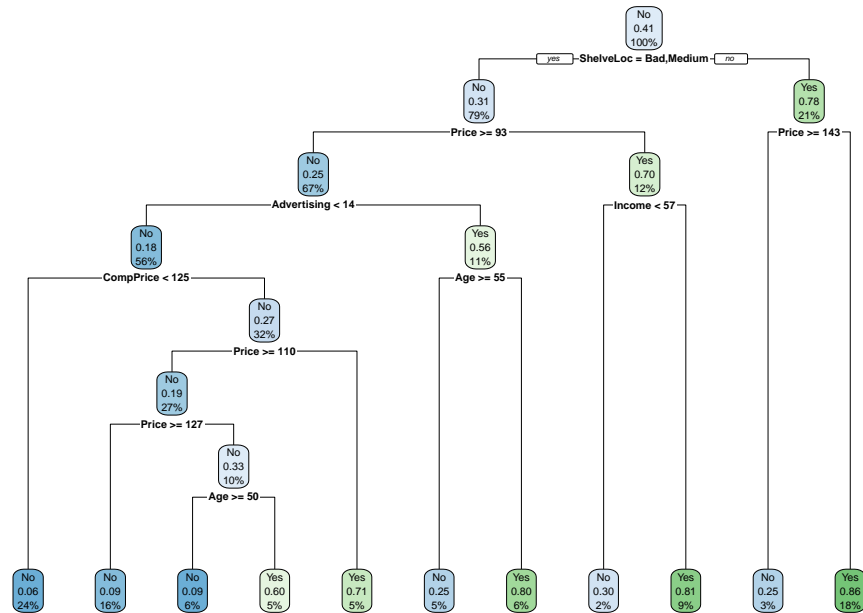 No
0.41
100%
yes ShelveLoc = Bad,Medium no
No
0.31
79%
Yes
0.78
21%
Price >= 93
Price >= 143
No
0.25
67%
Yes
0.70
12%
Advertising < 14
Income < 57
No
0.18
56%
Yes
0.56
11%
CompPrice < 125
Age >= 55
No
0.27
32%
Price >= 110
No
0.19
27%
Price >= 127
No
0.33
10%
Age >= 50
No
0.06
24%
No
0.09
16%
No
0.09
6%
Yes
0.60
5%
Yes
0.71
5%
No
0.25
5%
Yes
0.80
6%
No
0.30
2%
Yes
0.81
9%
No
0.25
3%
Yes
0.86
18%